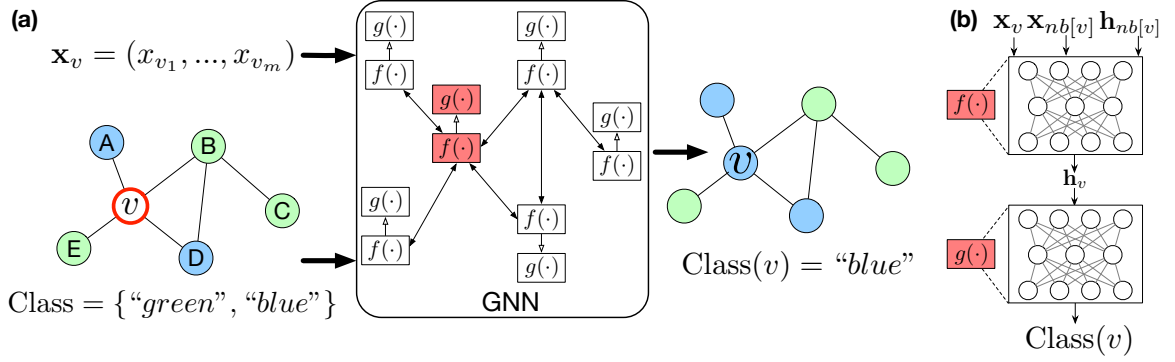 (a)
𝐱_v = (x_{v_1}, ..., x_{v_m})
A
B
v
C
E
D
Class = {“green”, “blue”}
g(·)
f(·)
g(·)
f(·)
g(·)
f(·)
g(·)
f(·)
g(·)
f(·)
f(·)
g(·)
GNN
v
Class(v) = “blue”
(b)
𝐱_v 𝐱_{nb[v]} 𝐡_{nb[v]}
f(·)
𝐡_v
g(·)
Class(v)